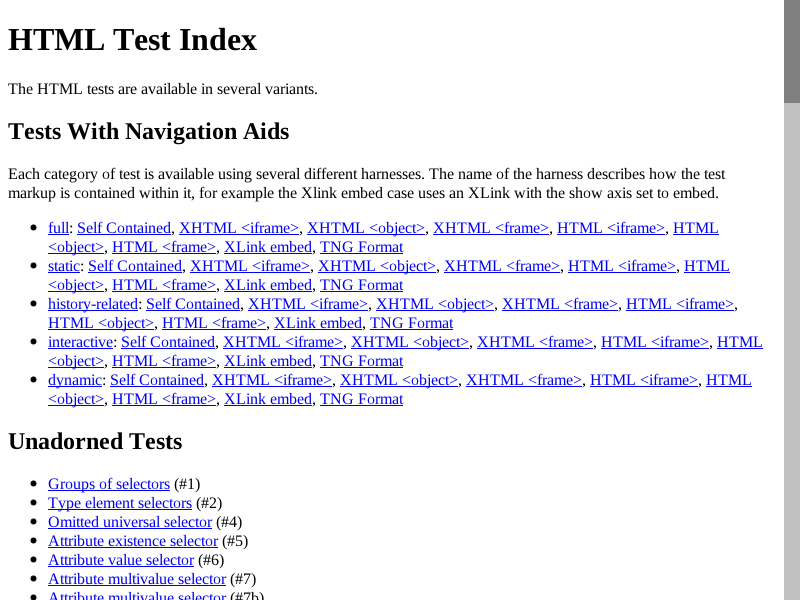 HTML Test Index
The HTML tests are available in several variants.
Tests With Navigation Aids
Each category of test is available using several different harnesses. The name of the harness describes how the test
markup is contained within it, for example the Xlink embed case uses an XLink with the show axis set to embed.
full: Self Contained, XHTML <iframe>, XHTML <object>, XHTML <frame>, HTML <iframe>, HTML
<object>, HTML <frame>, XLink embed, TNG Format
static: Self Contained, XHTML <iframe>, XHTML <object>, XHTML <frame>, HTML <iframe>, HTML
<object>, HTML <frame>, XLink embed, TNG Format
history-related: Self Contained, XHTML <iframe>, XHTML <object>, XHTML <frame>, HTML <iframe>,
HTML <object>, HTML <frame>, XLink embed, TNG Format
interactive: Self Contained, XHTML <iframe>, XHTML <object>, XHTML <frame>, HTML <iframe>, HTML
<object>, HTML <frame>, XLink embed, TNG Format
dynamic: Self Contained, XHTML <iframe>, XHTML <object>, XHTML <frame>, HTML <iframe>, HTML
<object>, HTML <frame>, XLink embed, TNG Format
Unadorned Tests
Groups of selectors (#1)
Type element selectors (#2)
Omitted universal selector (#4)
Attribute existence selector (#5)
Attribute value selector (#6)
Attribute multivalue selector (#7)
Attribute multivalue selector (#7b)